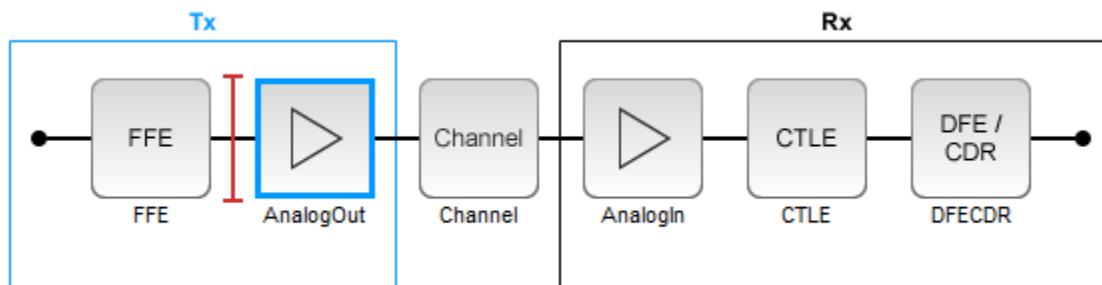 Tx
Rx
FFE
Channel
CTLE
DFE /
CDR
FFE
AnalogOut
Channel
AnalogIn
CTLE
DFECDR